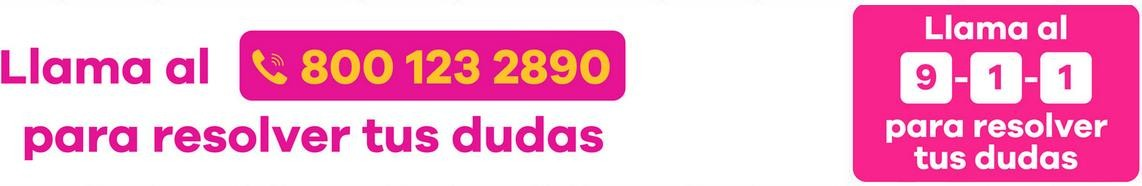 Llama al 800 123 2890
para resolver tus dudas
Llama al
9-1-1
para resolver
tus dudas